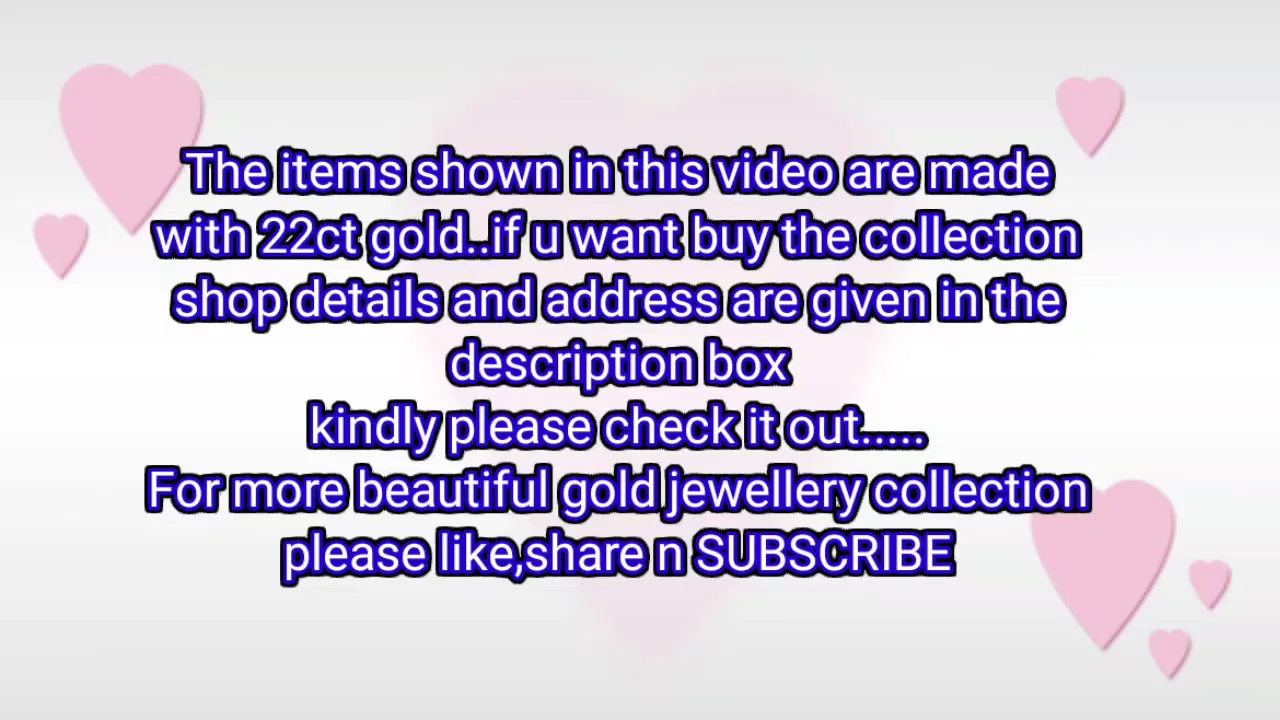 The items shown in this video are made
with 22ct gold..if u want buy the collection
shop details and address are given in the
description box
kindly please check it out.....
For more beautiful gold jewellery collection
please like,share n SUBSCRIBE